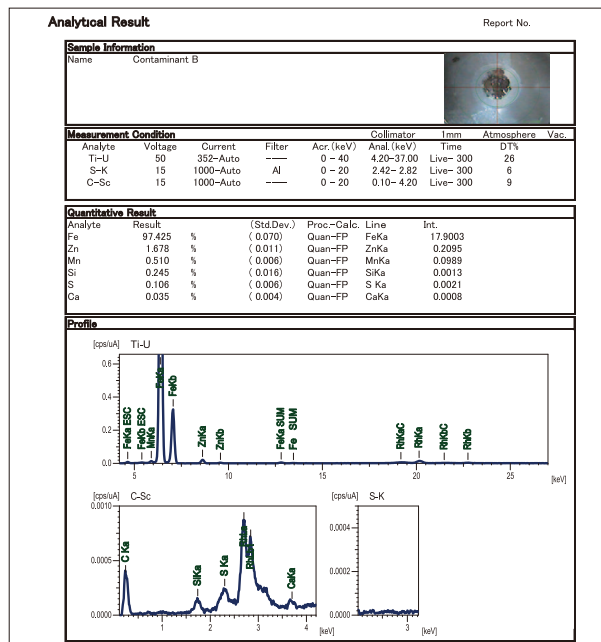 Analytical Result
Report No.
Sample Information
Name Contaminant B
Measurement Condition Collimator 1mm Atmosphere Vac.
Analyte Voltage Current Filter Acr.(keV) Anal.(keV) Time DT%
Ti-U 50 352-Auto --- 0 - 40 4.20-37.00 Live- 300 26
S-K 15 1000-Auto Al 0 - 20 2.42- 2.82 Live- 300 6
C-Sc 15 1000-Auto --- 0 - 20 0.10- 4.20 Live- 300 9
Quantitative Result
Analyte Result (Std.Dev.) Proc.-Calc. Line Int.
Fe 97.425 % ( 0.070) Quan-FP FeKa 17.9003
Zn 1.678 % ( 0.011) Quan-FP ZnKa 0.2095
Mn 0.510 % ( 0.006) Quan-FP MnKa 0.0989
Si 0.245 % ( 0.016) Quan-FP SiKa 0.0013
S 0.106 % ( 0.006) Quan-FP S Ka 0.0021
Ca 0.035 % ( 0.004) Quan-FP CaKa 0.0008
Profile
[cps/uA] Ti-U
0.6
0.4
0.2
0.0
FeKa ESC
FeKb ESC
MnKa
FeKa
FeKb
ZnKa
ZnKb
FeKa SUM
Fe SUM
RhKaC
RhKa
RhKbC
RhKb
5 10 15 20 25 [keV]
[cps/uA] C-Sc
0.0010
0.0005
0.0000
C Ka
SiKa
S Ka
CaKa
1 2 3 4 [keV]
[cps/uA] S-K
0.0004
0.0002
0.0000
3 [keV]